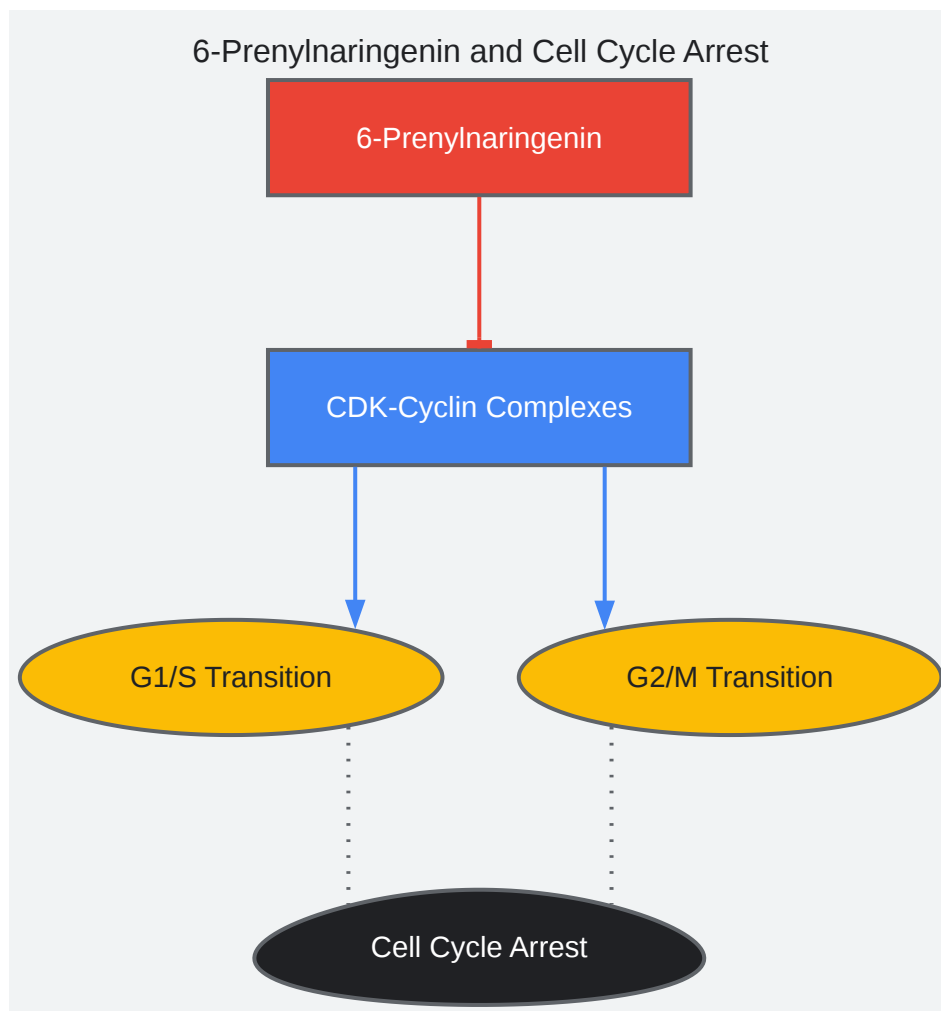 6-Prenylnaringenin and Cell Cycle Arrest
6-Prenylnaringenin
CDK-Cyclin Complexes
G1/S Transition
G2/M Transition
Cell Cycle Arrest